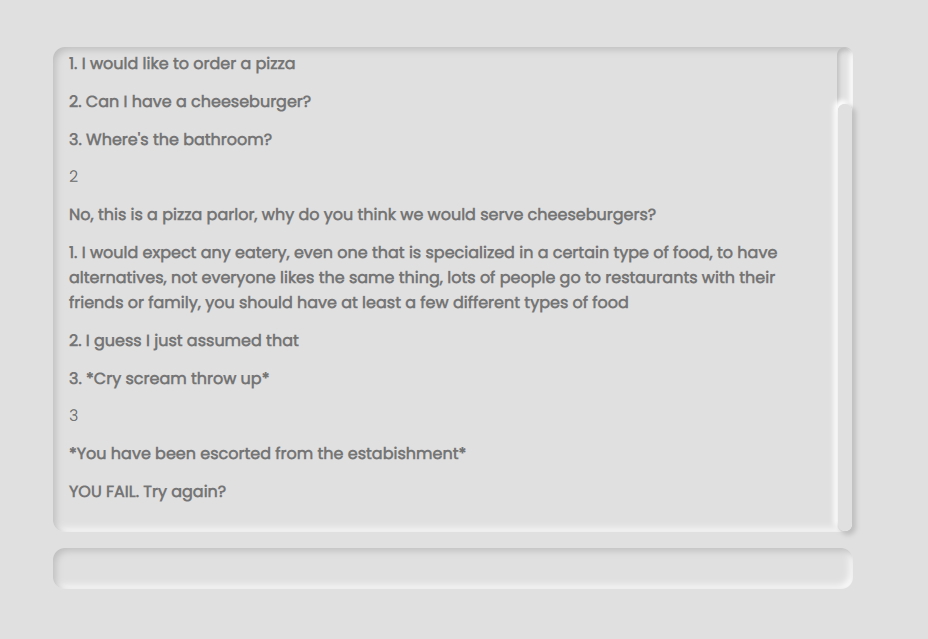 1. I would like to order a pizza
2. Can I have a cheeseburger?
3. Where's the bathroom?
2
No, this is a pizza parlor, why do you think we would serve cheeseburgers?
1. I would expect any eatery, even one that is specialized in a certain type of food, to have
alternatives, not everyone likes the same thing, lots of people go to restaurants with their
friends or family, you should have at least a few different types of food
2. I guess I just assumed that
3. *Cry scream throw up*
3
*You have been escorted from the estabishment*
YOU FAIL. Try again?